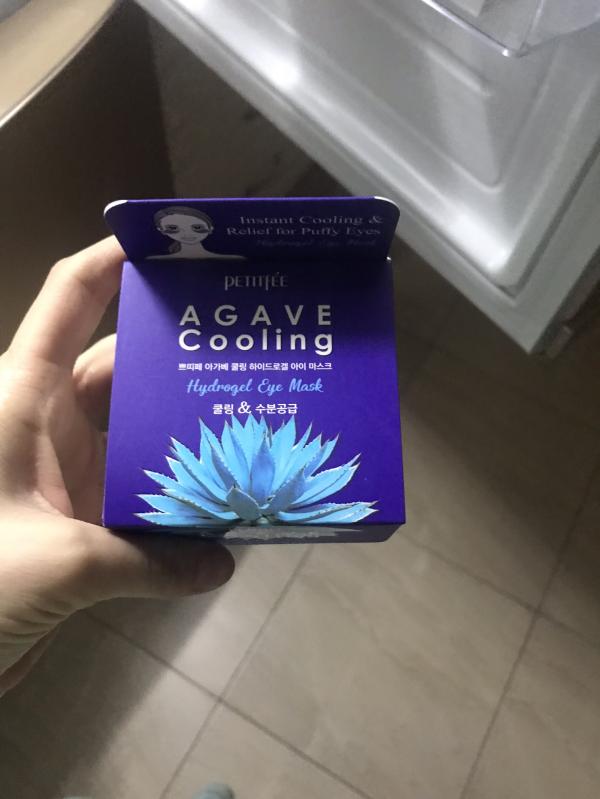 Instant Cooling &
Relief for Puffy Eyes
Hydrogel Eye Mask
PETITFÉE
AGAVE
Cooling
쁘띠페 아가베 쿨링 하이드로겔 아이 마스크
Hydrogel Eye Mask
쿨링 & 수분공급